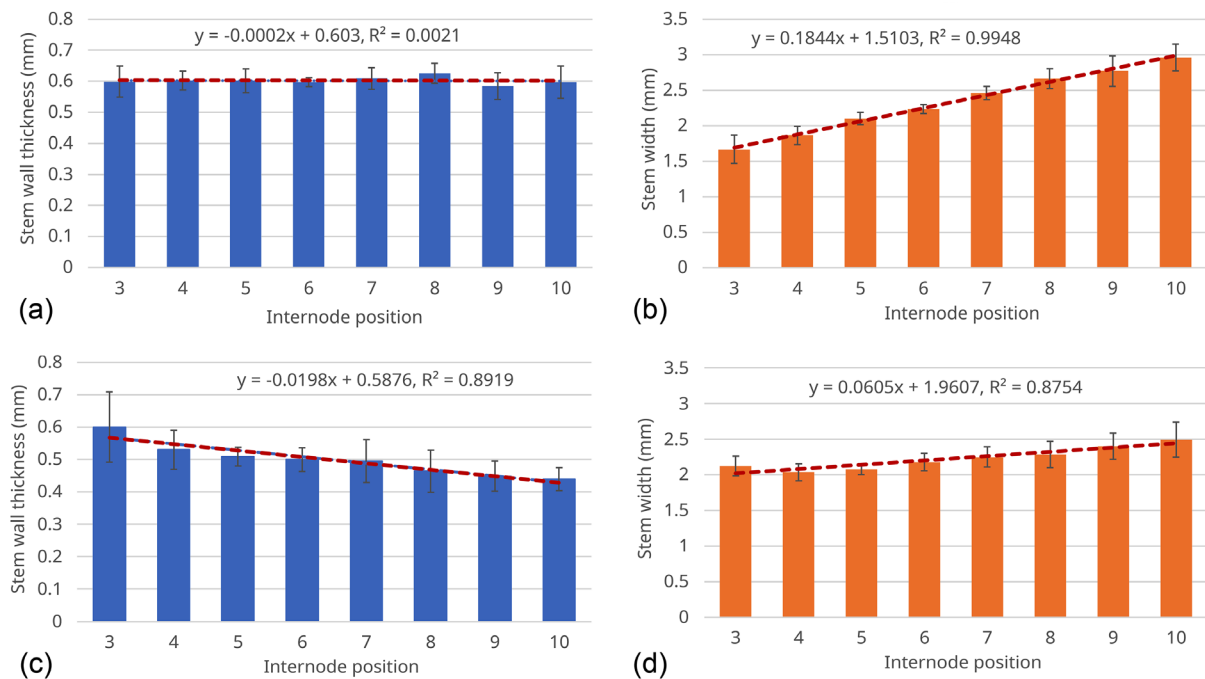 y = -0.0002x + 0.603, R² = 0.0021
Stem wall thickness (mm)
0.8
0.7
0.6
0.5
0.4
0.3
0.2
0.1
0
3 4 5 6 7 8 9 10
Internode position
(a)
y = 0.1844x + 1.5103, R² = 0.9948
Stem width (mm)
3.5
3
2.5
2
1.5
1
0.5
0
3 4 5 6 7 8 9 10
Internode position
(b)
y = -0.0198x + 0.5876, R² = 0.8919
Stem wall thickness (mm)
0.8
0.7
0.6
0.5
0.4
0.3
0.2
0.1
0
3 4 5 6 7 8 9 10
Internode position
(c)
y = 0.0605x + 1.9607, R² = 0.8754
Stem width (mm)
3.5
3
2.5
2
1.5
1
0.5
0
3 4 5 6 7 8 9 10
Internode position
(d)